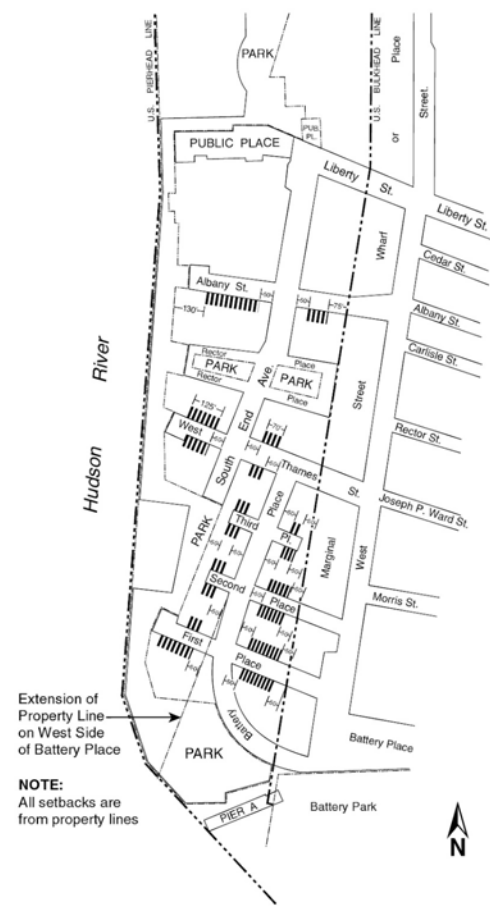 U.S. PIERHEAD LINE
PARK
U.S. BULKHEAD LINE
Place
or
Street.
PUB.
PL.
PUBLIC PLACE
Liberty
St.
Liberty St.
Wharf
Cedar St.
Albany St.
130'
75'
Albany St.
Carlisle St.
Rector
PARK
Rector
Ave.
Place
PARK
Place
Street
Hudson River
125'
West
End
South
70'
Rector St.
Thames
St.
Joseph P. Ward St.
Place
PARK
Third
Pl.
Marginal
West
Second
Place
Morris St.
First
Place
Battery
Battery Place
Extension of
Property Line
on West Side
of Battery Place
PARK
NOTE:
All setbacks are
from property lines
PIER A
Battery Park
N